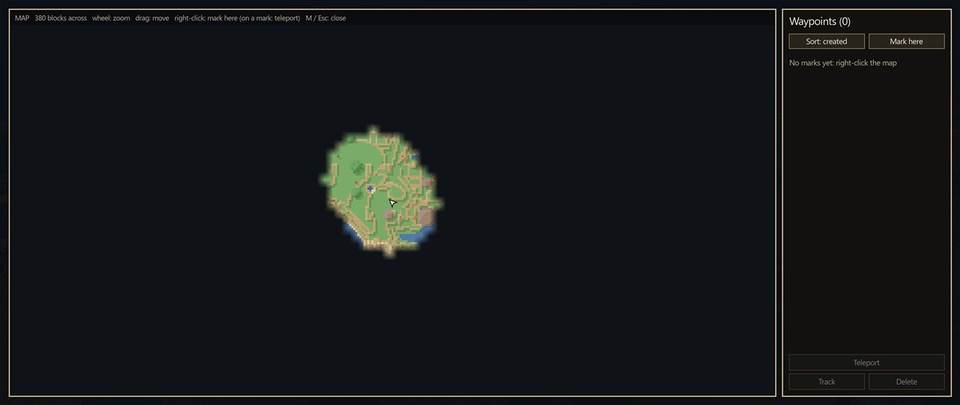 MAP 380 blocks across wheel: zoom drag: move right-click: mark here (on a mark: teleport) M / Esc: close
Waypoints (0)
Sort: created Mark here
No marks yet: right-click the map
Teleport
Track Delete